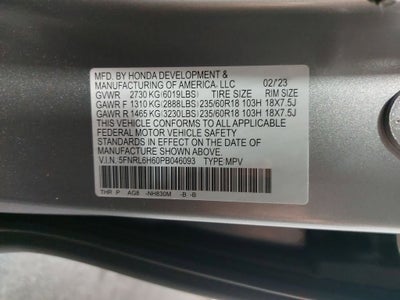 MFD. BY HONDA DEVELOPMENT &
MANUFACTURING OF AMERICA, LLC 02/'23
GVWR 2730 KG(6019LBS) TIRE SIZE RIM SIZE
GAWR F 1310 KG(2888LBS) 235/60R18 103H 18X7.5J
GAWR R 1465 KG(3230LBS) 235/60R18 103H 18X7.5J
THIS VEHICLE CONFORMS TO ALL APPLICABLE
FEDERAL MOTOR VEHICLE SAFETY
STANDARDS IN EFFECT ON THE DATE OF
MANUFACTURE SHOWN ABOVE.
V.I.N. 5FNRL6H60PB046093 TYPE MPV
THR P AG8 -NH830M -B -B